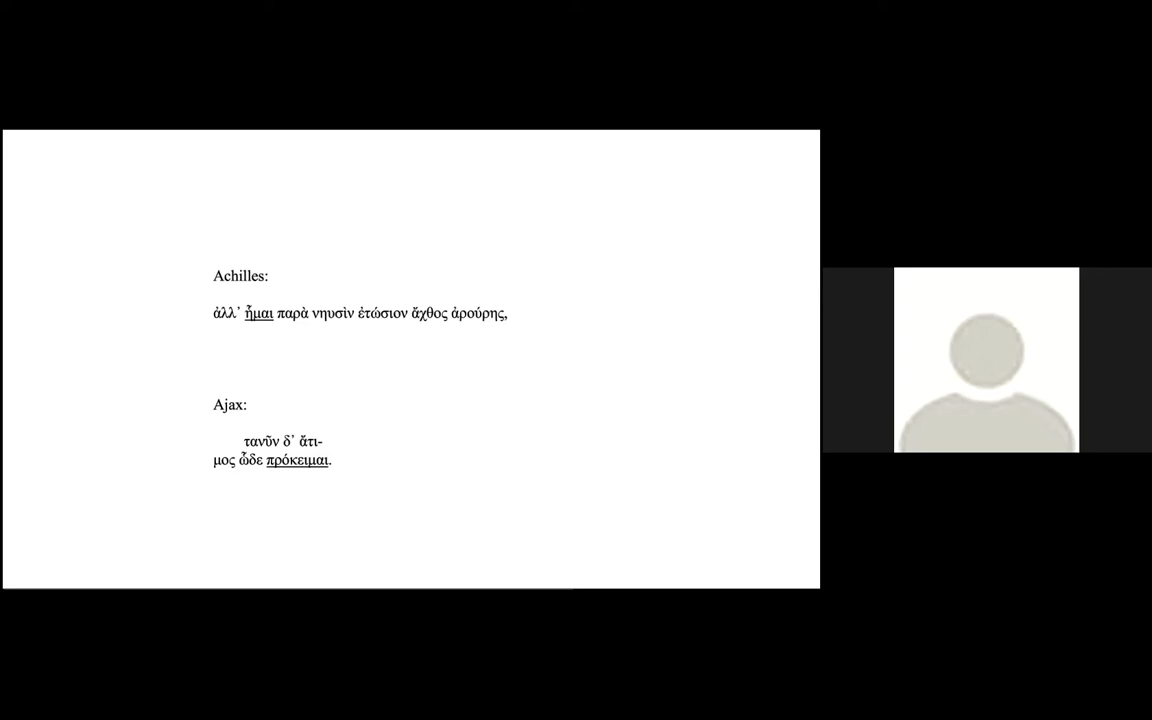 Achilles:
ἀλλ᾽ ἧμαι παρὰ νηυσὶν ἐτώσιον ἄχθος ἀρούρης,
Ajax:
τανῦν δ᾽ ἄτι-
μος ὧδε πρόκειμαι.